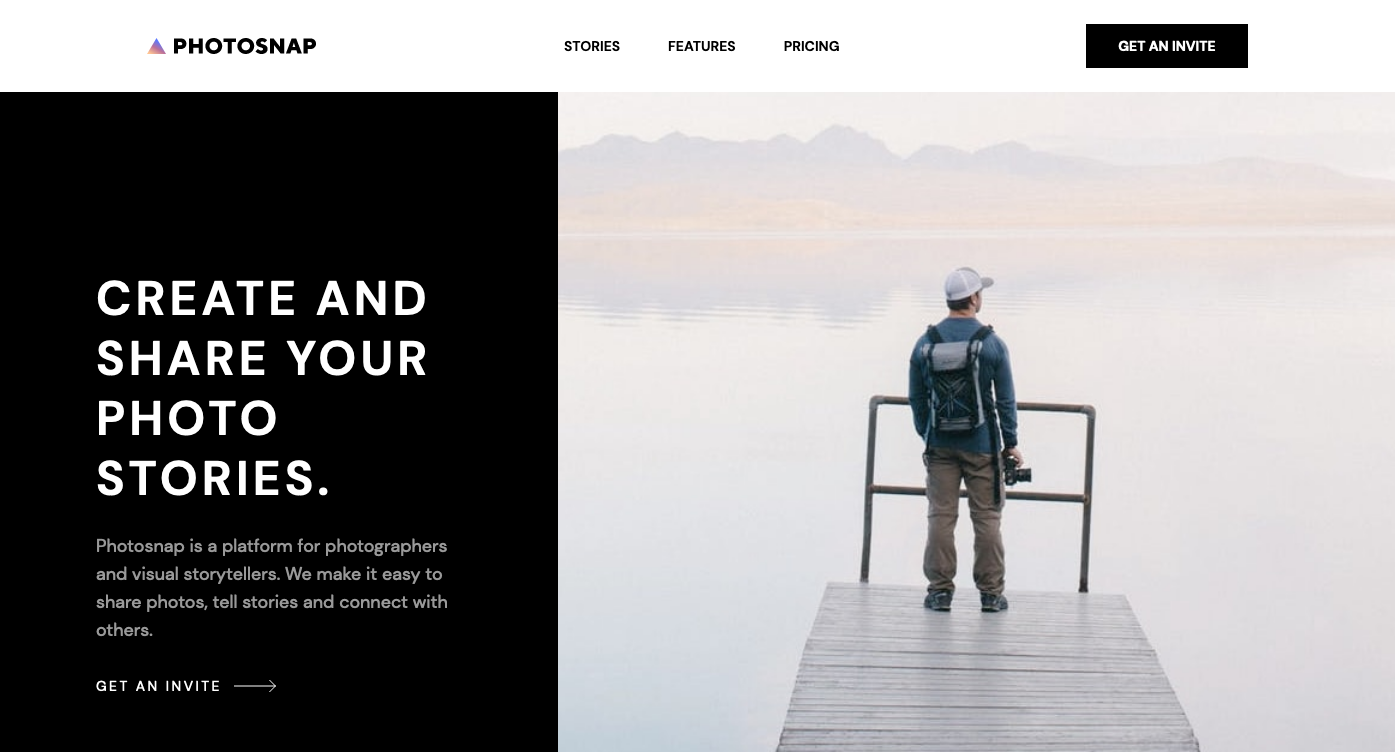 PHOTOSNAP
STORIES FEATURES PRICING
GET AN INVITE
CREATE AND
SHARE YOUR
PHOTO
STORIES.
Photosnap is a platform for photographers
and visual storytellers. We make it easy to
share photos, tell stories and connect with
others.
GET AN INVITE